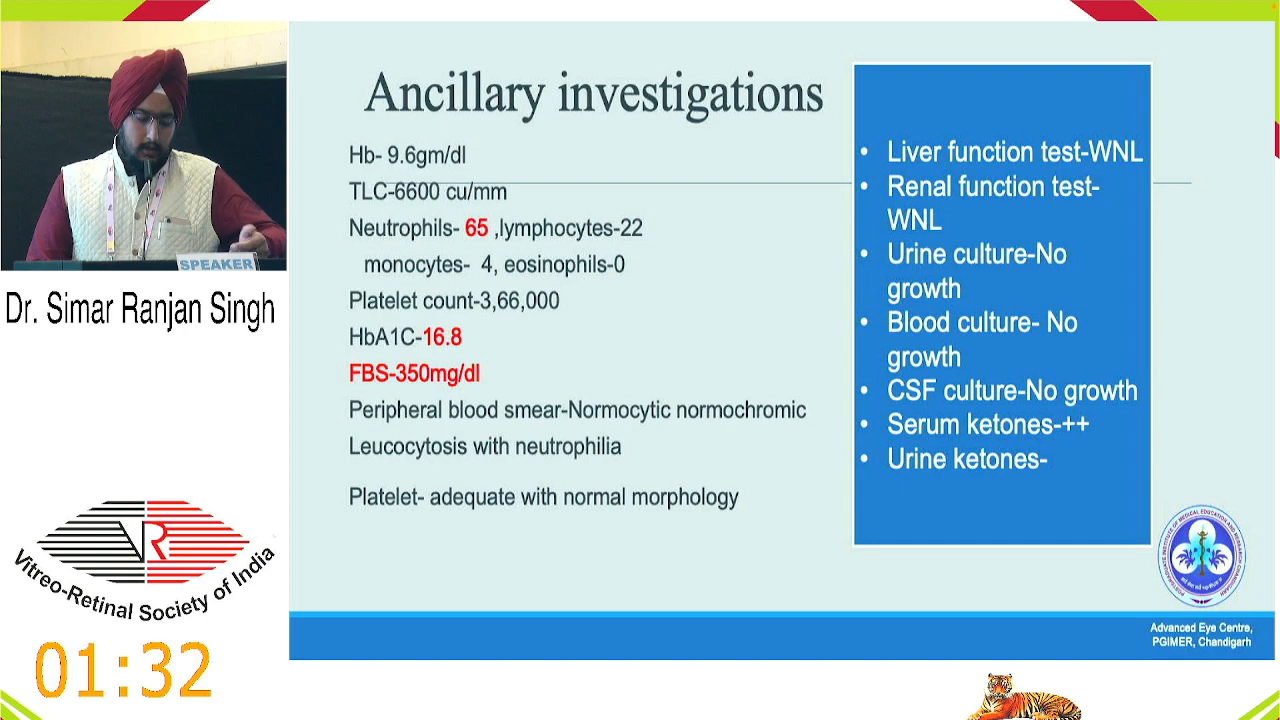 Ancillary investigations
Hb- 9.6gm/dl
TLC-6600 cu/mm
Neutrophils- 65 ,lymphocytes-22
monocytes- 4, eosinophils-0
Platelet count-3,66,000
HbA1C-16.8
FBS-350mg/dl
Peripheral blood smear-Normocytic normochromic
Leucocytosis with neutrophilia
Platelet- adequate with normal morphology
• Liver function test-WNL
• Renal function test-
WNL
• Urine culture-No
growth
• Blood culture- No
growth
• CSF culture-No growth
• Serum ketones-++
• Urine ketones-
Advanced Eye Centre,
PGIMER, Chandigarh
SPEAKER
Dr. Simar Ranjan Singh
VR
Vitreo-Retinal Society of India
01:32